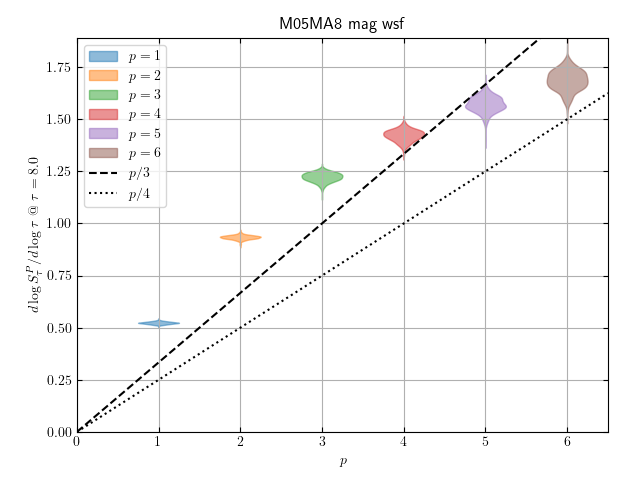 M05MA8 mag wsf
p = 1
p = 2
p = 3
p = 4
p = 5
p = 6
p/3
p/4
d log S_τ^P / d log τ @ τ = 8.0
1.75
1.50
1.25
1.00
0.75
0.50
0.25
0.00
0 1 2 3 4 5 6
p